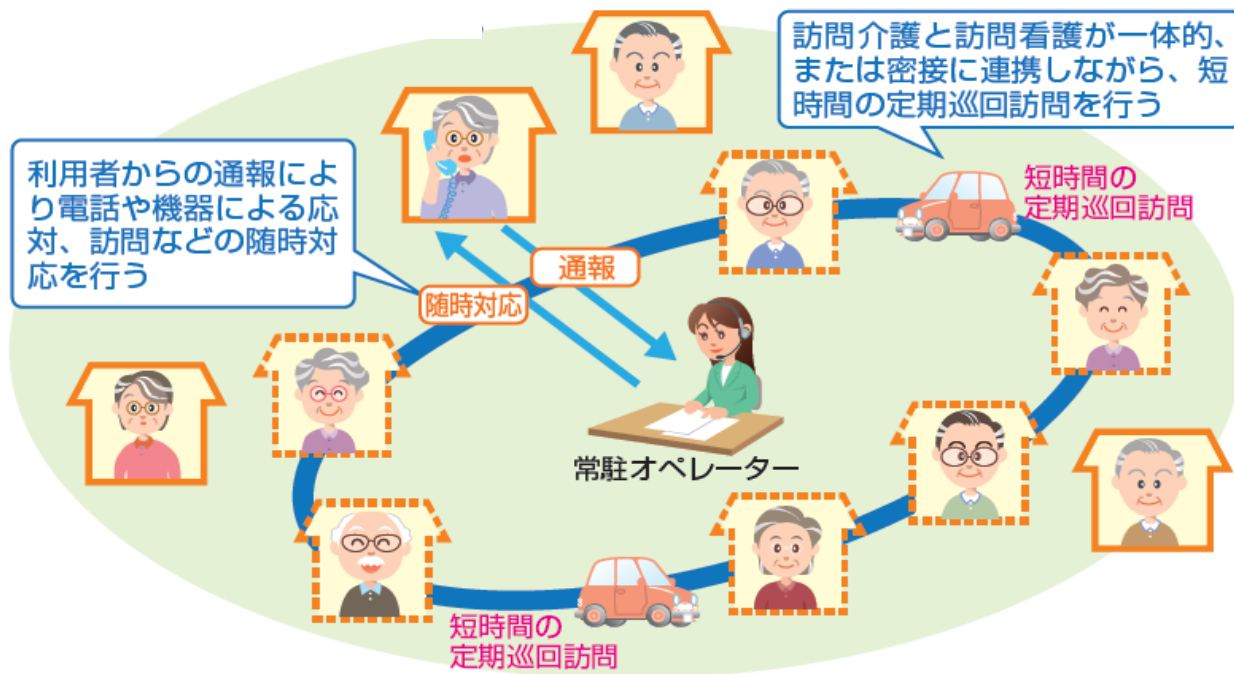 訪問介護と訪問看護が一体的、
または密接に連携しながら、短
時間の定期巡回訪問を行う
利用者からの通報によ
り電話や機器による応
対、訪問などの随時対
応を行う
短時間の
定期巡回訪問
通報
随時対応
常駐オペレーター
短時間の
定期巡回訪問